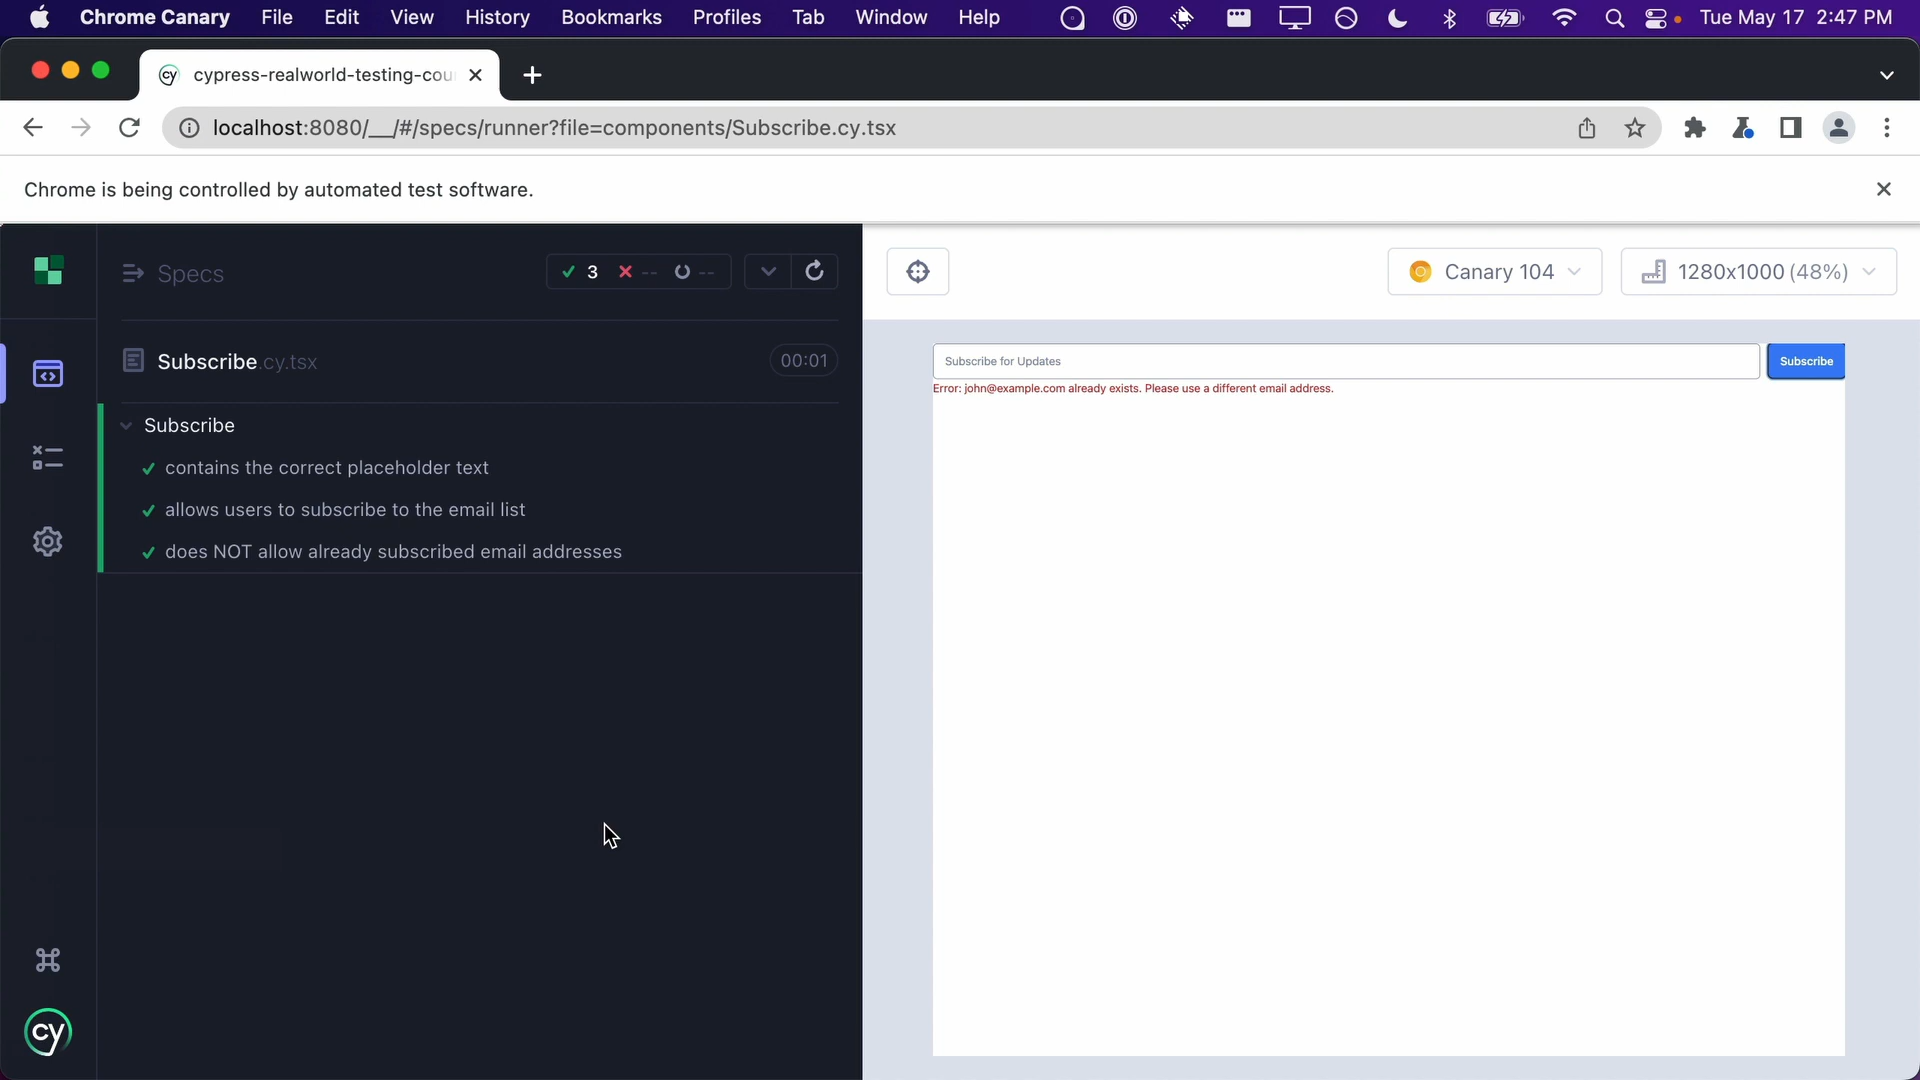 Chrome Canary File Edit View History Bookmarks Profiles Tab Window Help Tue May 17 2:47 PM
cy cypress-realworld-testing-cou
localhost:8080/__/#/specs/runner?file=components/Subscribe.cy.tsx
Chrome is being controlled by automated test software.
Specs 3 -- --
Canary 104 1280x1000 (48%)
Subscribe.cy.tsx 00:01
Subscribe
contains the correct placeholder text
allows users to subscribe to the email list
does NOT allow already subscribed email addresses
Subscribe for Updates Subscribe
Error: john@example.com already exists. Please use a different email address.
cy